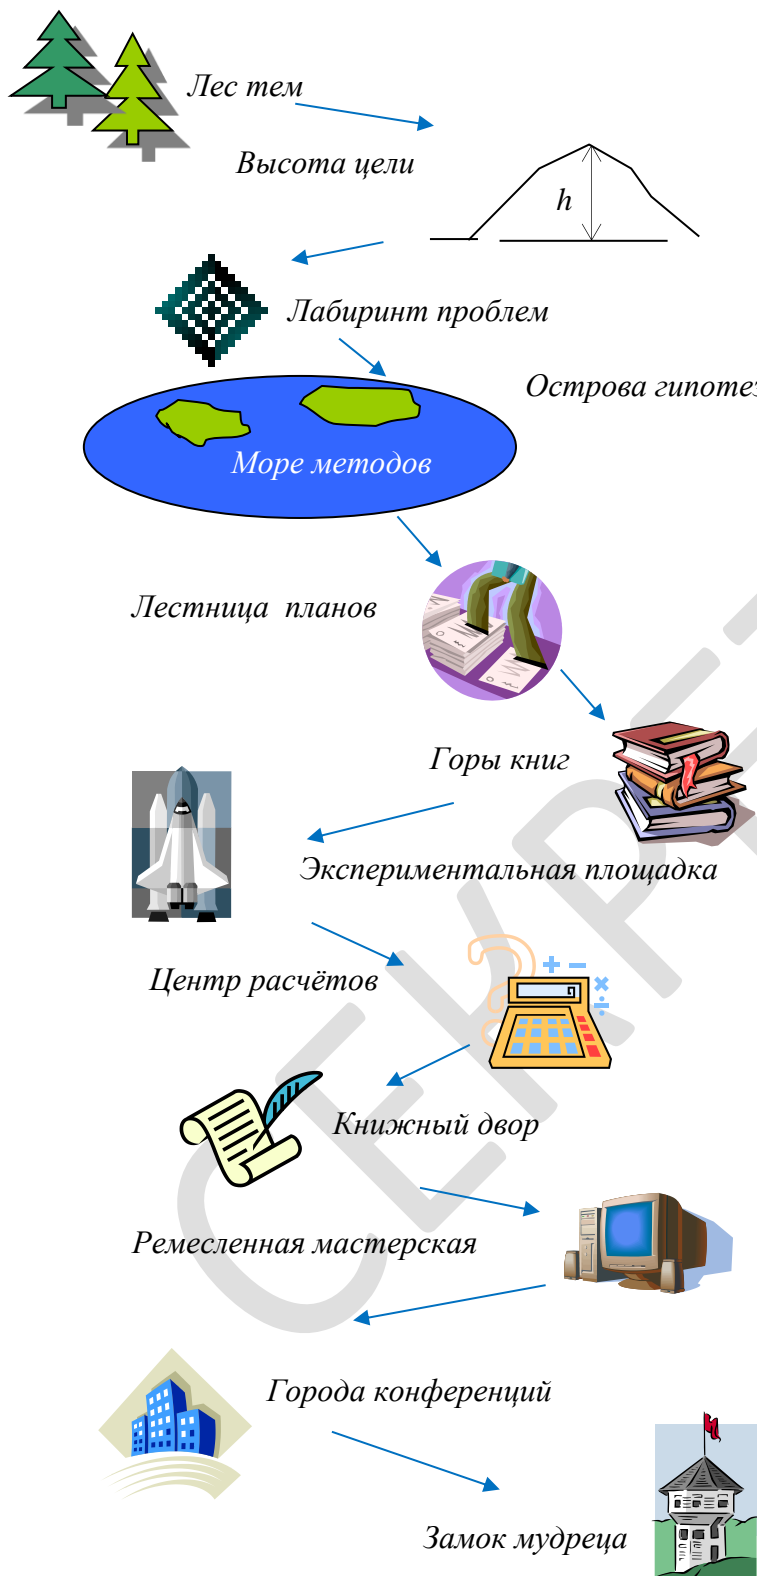 Лес тем
Высота цели
h
Лабиринт проблем
Острова гипотез
Море методов
Лестница планов
Горы книг
Экспериментальная площадка
Центр расчётов
Книжный двор
Ремесленная мастерская
Города конференций
Замок мудреца